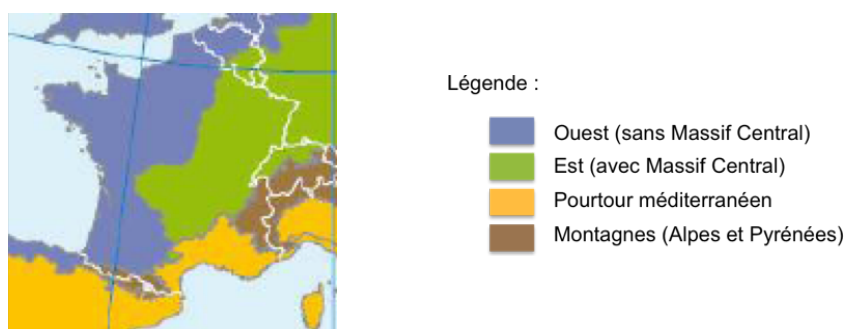 Légende :
Ouest (sans Massif Central)
Est (avec Massif Central)
Pourtour méditerranéen
Montagnes (Alpes et Pyrénées)